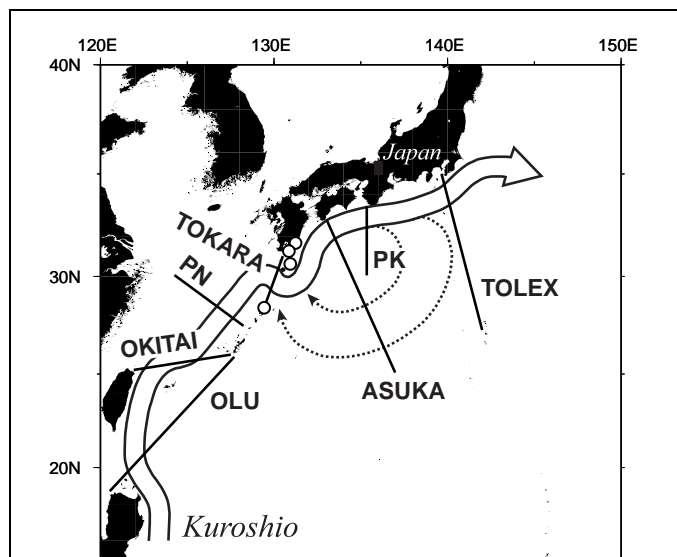 120E 130E 140E 150E
40N
Japan
TOKARA
30N
PN
PK
TOLEX
OKITAI
ASUKA
OLU
20N
Kuroshio